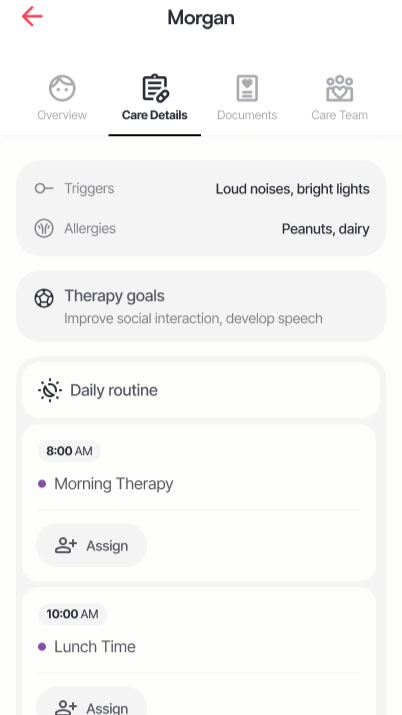 Morgan
Overview
Care Details
Documents
Care Team
Triggers
Loud noises, bright lights
Allergies
Peanuts, dairy
Therapy goals
Improve social interaction, develop speech
Daily routine
8:00 AM
Morning Therapy
Assign
10:00 AM
Lunch Time
Assign